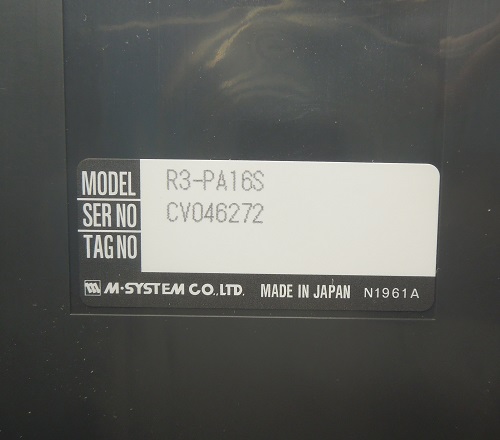 MODEL R3-PA16S
SER NO CV046272
TAG NO
M-SYSTEM CO.,LTD. MADE IN JAPAN N1961A